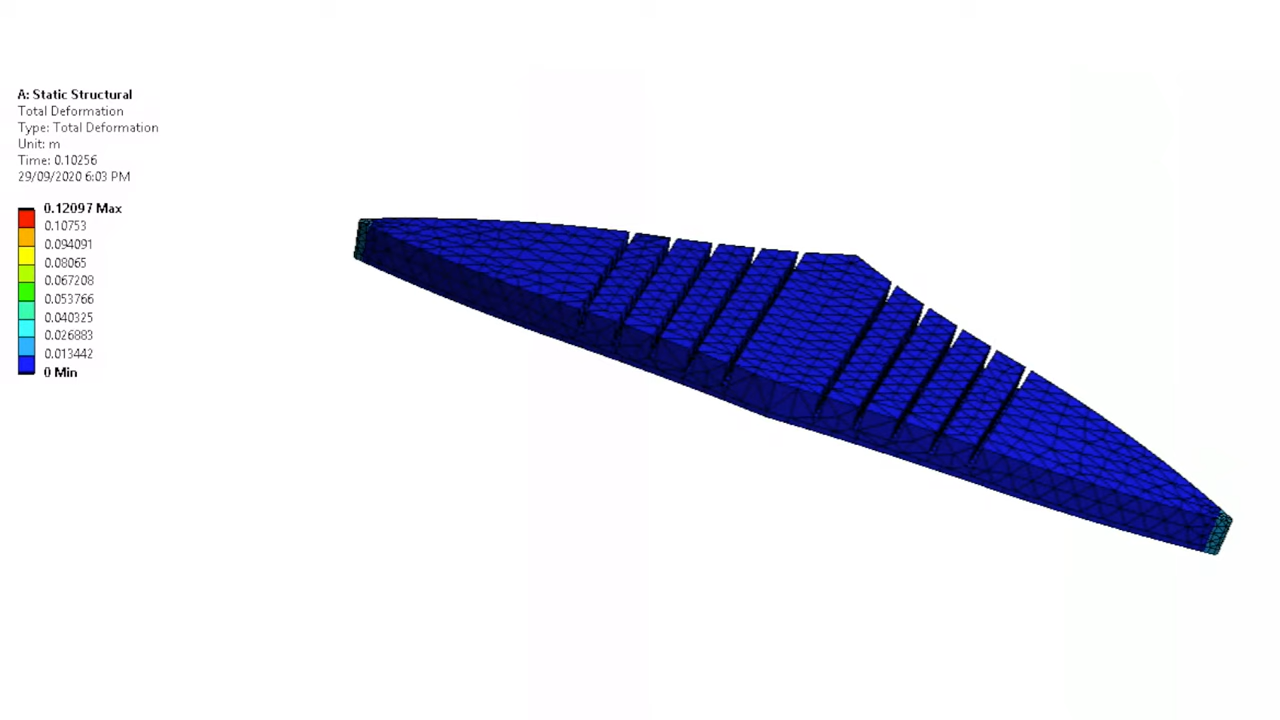 A: Static Structural
Total Deformation
Type: Total Deformation
Unit: m
Time: 0.10256
29/09/2020 6:03 PM
0.12097 Max
0.10753
0.094091
0.08065
0.067208
0.053766
0.040325
0.026883
0.013442
0 Min